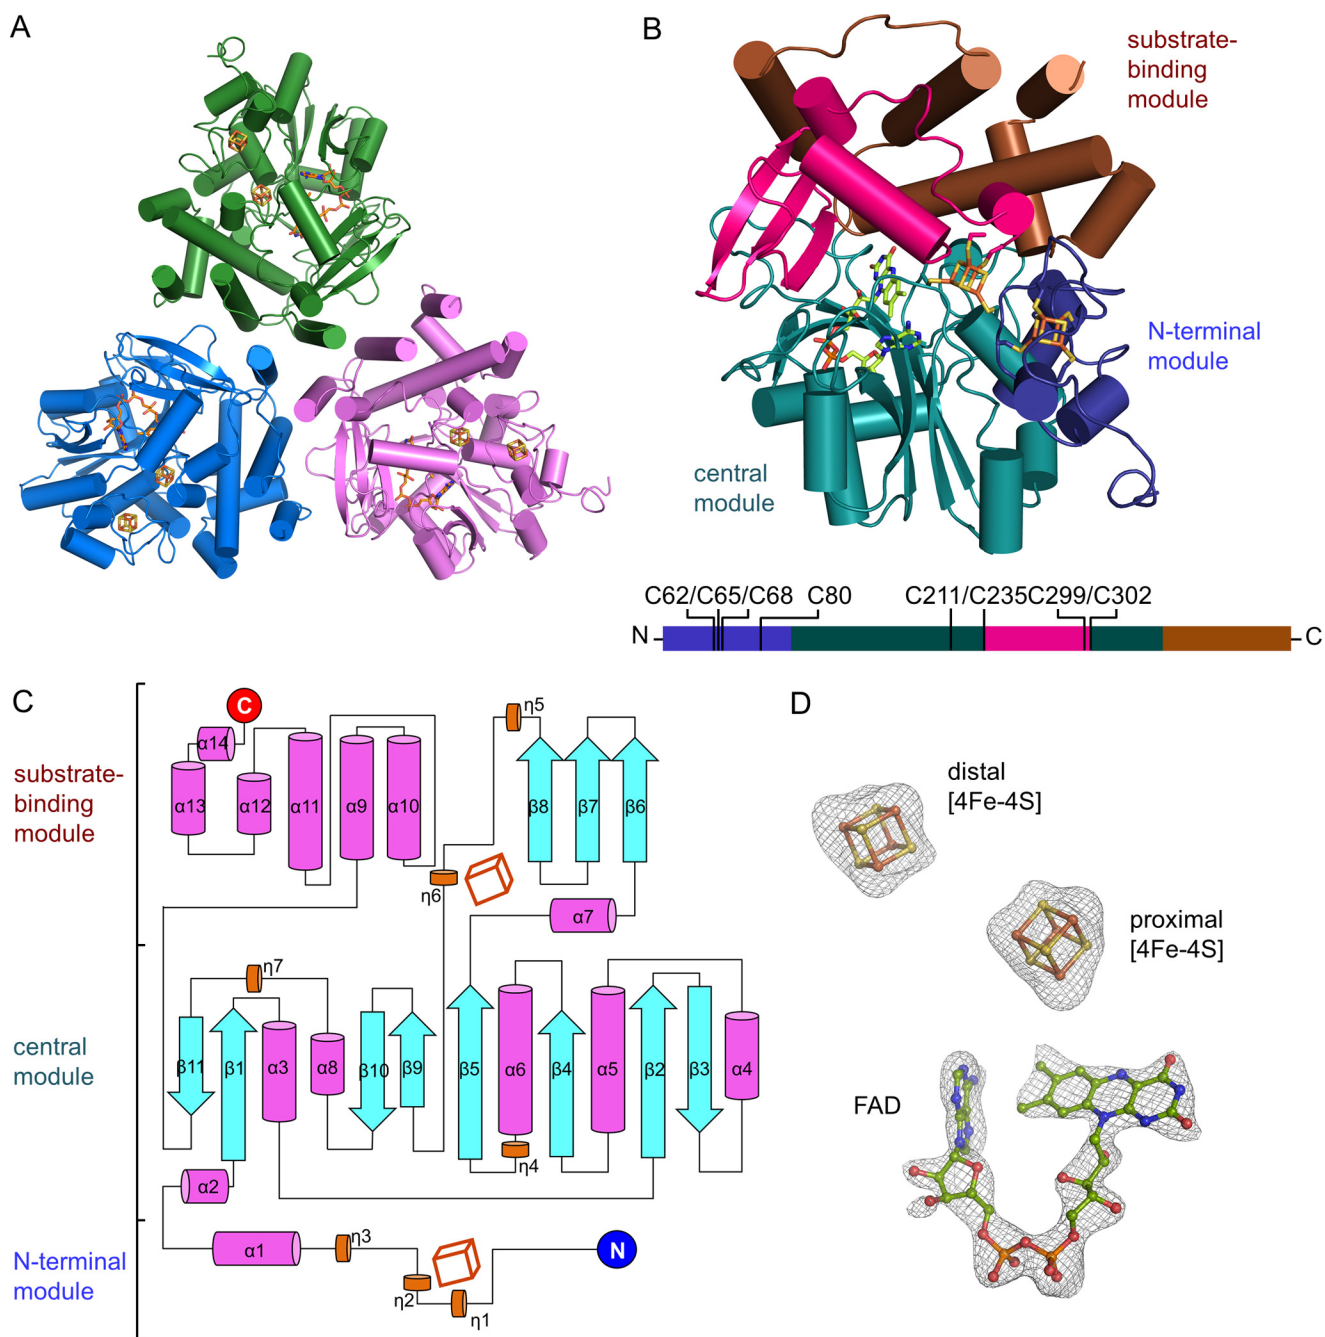 A
B
substrate-
binding
module
N-terminal
module
central
module
C62/C65/C68 C80 C211/C235C299/C302
N
C
C
substrate-
binding
module
C
α14
α13
α12
α11
α9
α10
η5
β8
β7
β6
η6
α7
central
module
η7
β11
β1
α3
α8
β10
β9
β5
α6
β4
α5
β2
β3
α4
η4
α2
N-terminal
module
α1
η3
η2
η1
N
D
distal
[4Fe-4S]
proximal
[4Fe-4S]
FAD